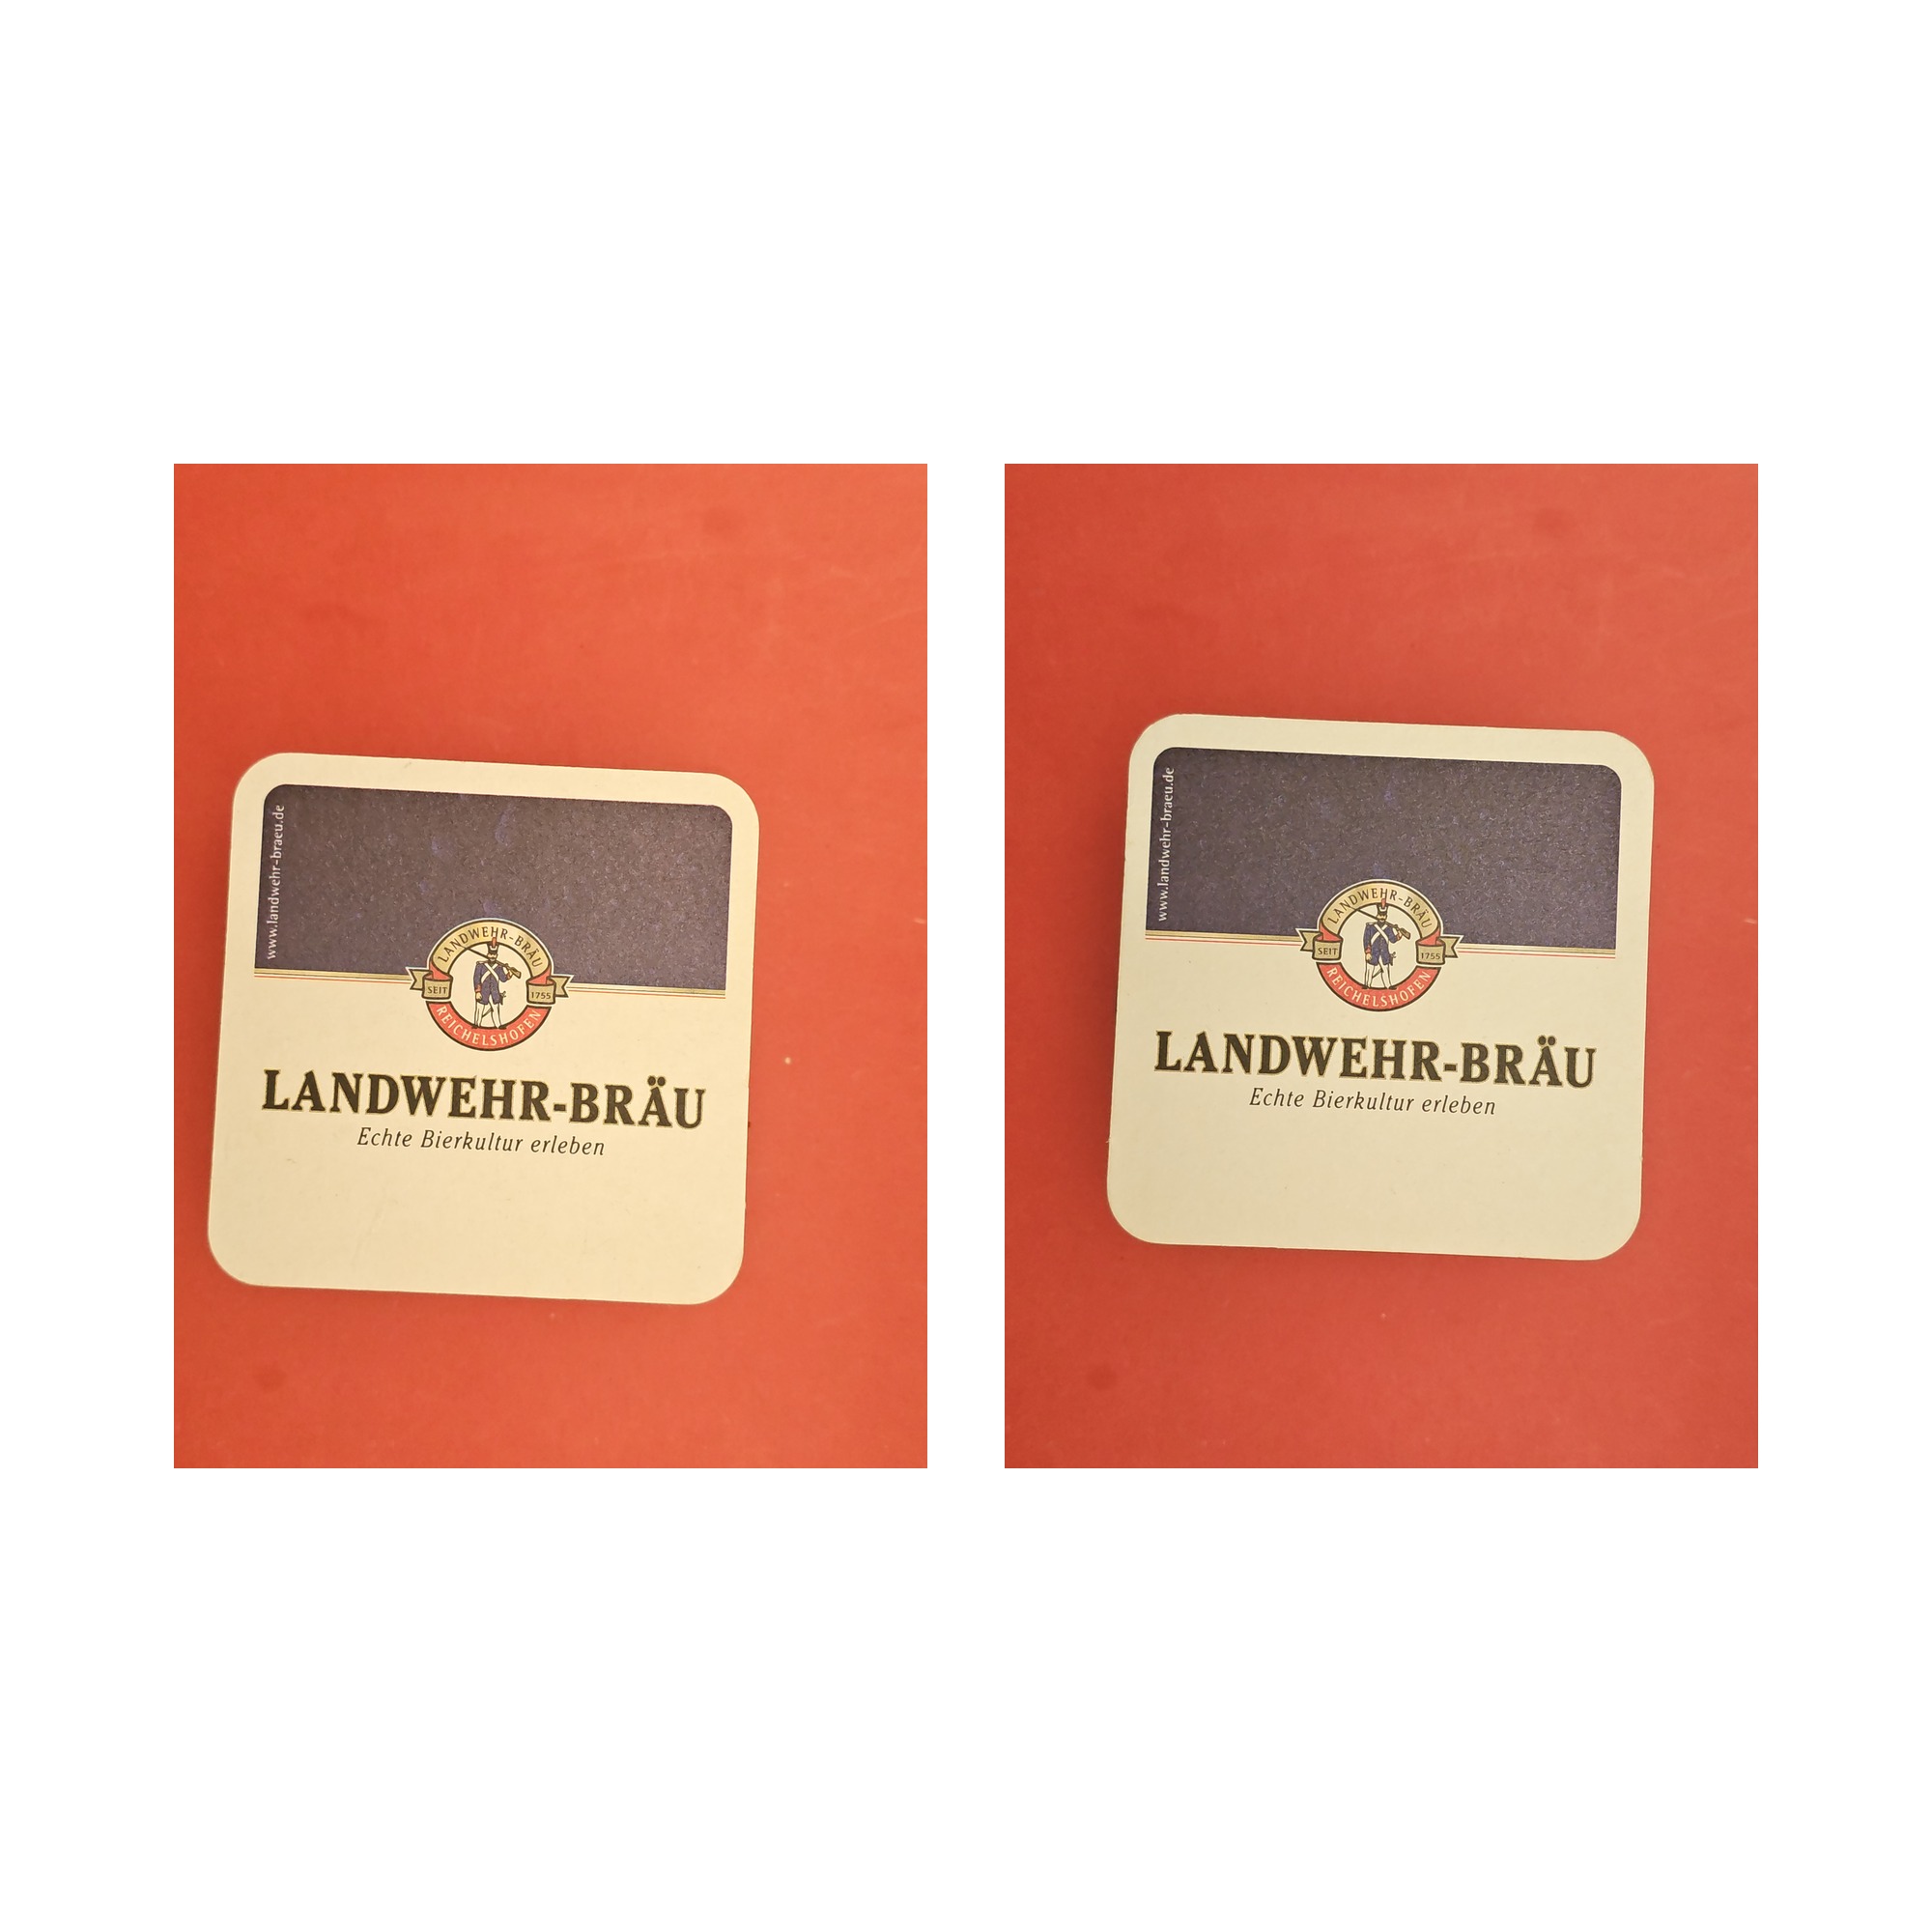 www.landwehr-braeu.de
LANDWEHR-BRÄU
SEIT 1755
REICHELSHOFEN
LANDWEHR-BRÄU
Echte Bierkultur erleben
www.landwehr-braeu.de
LANDWEHR-BRÄU
SEIT 1755
REICHELSHOFEN
LANDWEHR-BRÄU
Echte Bierkultur erleben